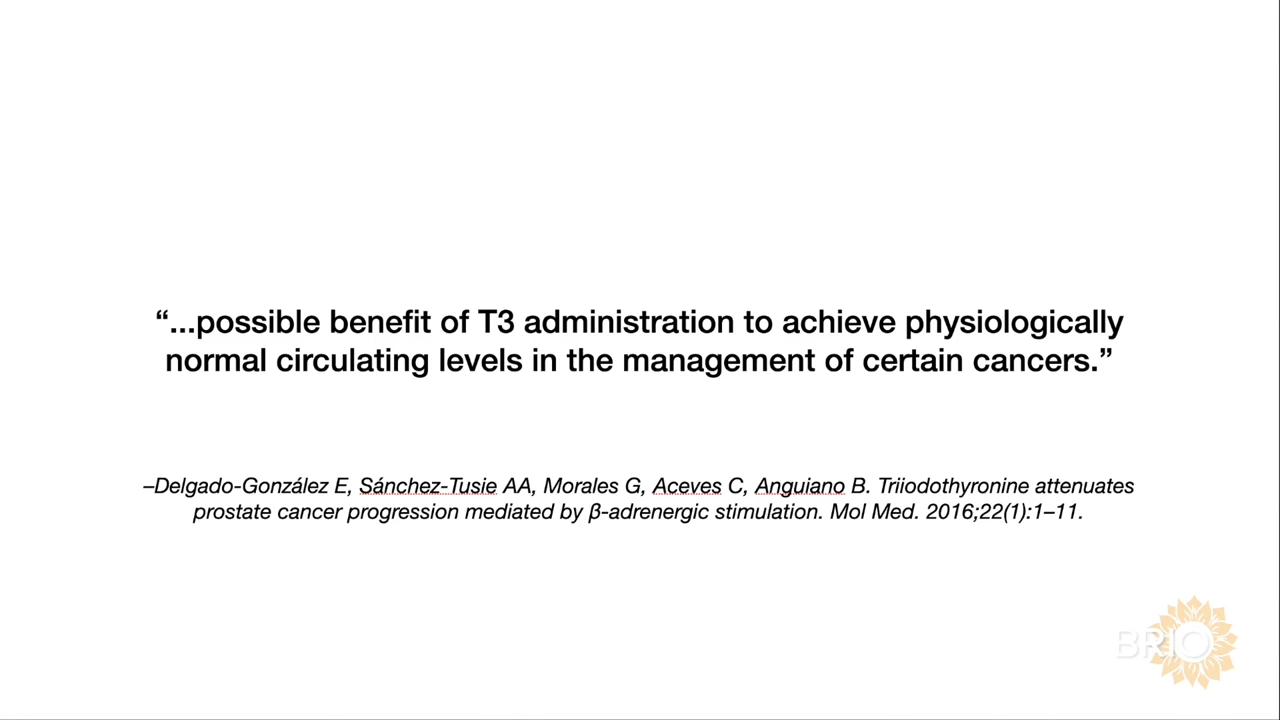 “...possible benefit of T3 administration to achieve physiologically
normal circulating levels in the management of certain cancers.”
–Delgado-González E, Sánchez-Tusie AA, Morales G, Aceves C, Anguiano B. Triiodothyronine attenuates
prostate cancer progression mediated by β-adrenergic stimulation. Mol Med. 2016;22(1):1–11.
BRIO